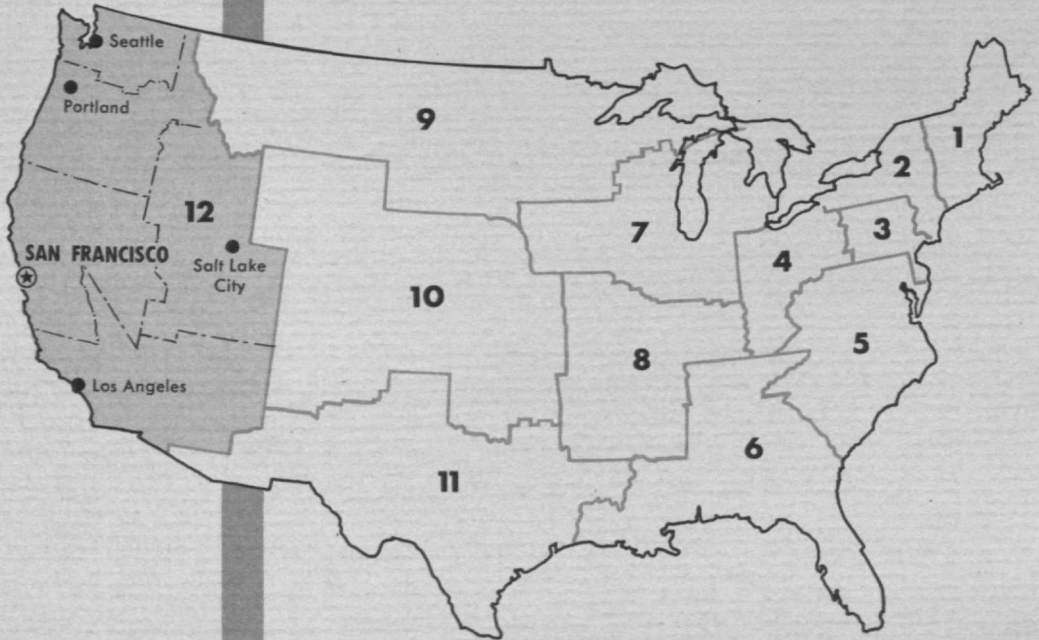 Seattle
Portland
9
1
2
12
7
3
SAN FRANCISCO
Salt Lake
City
4
10
5
8
Los Angeles
6
11